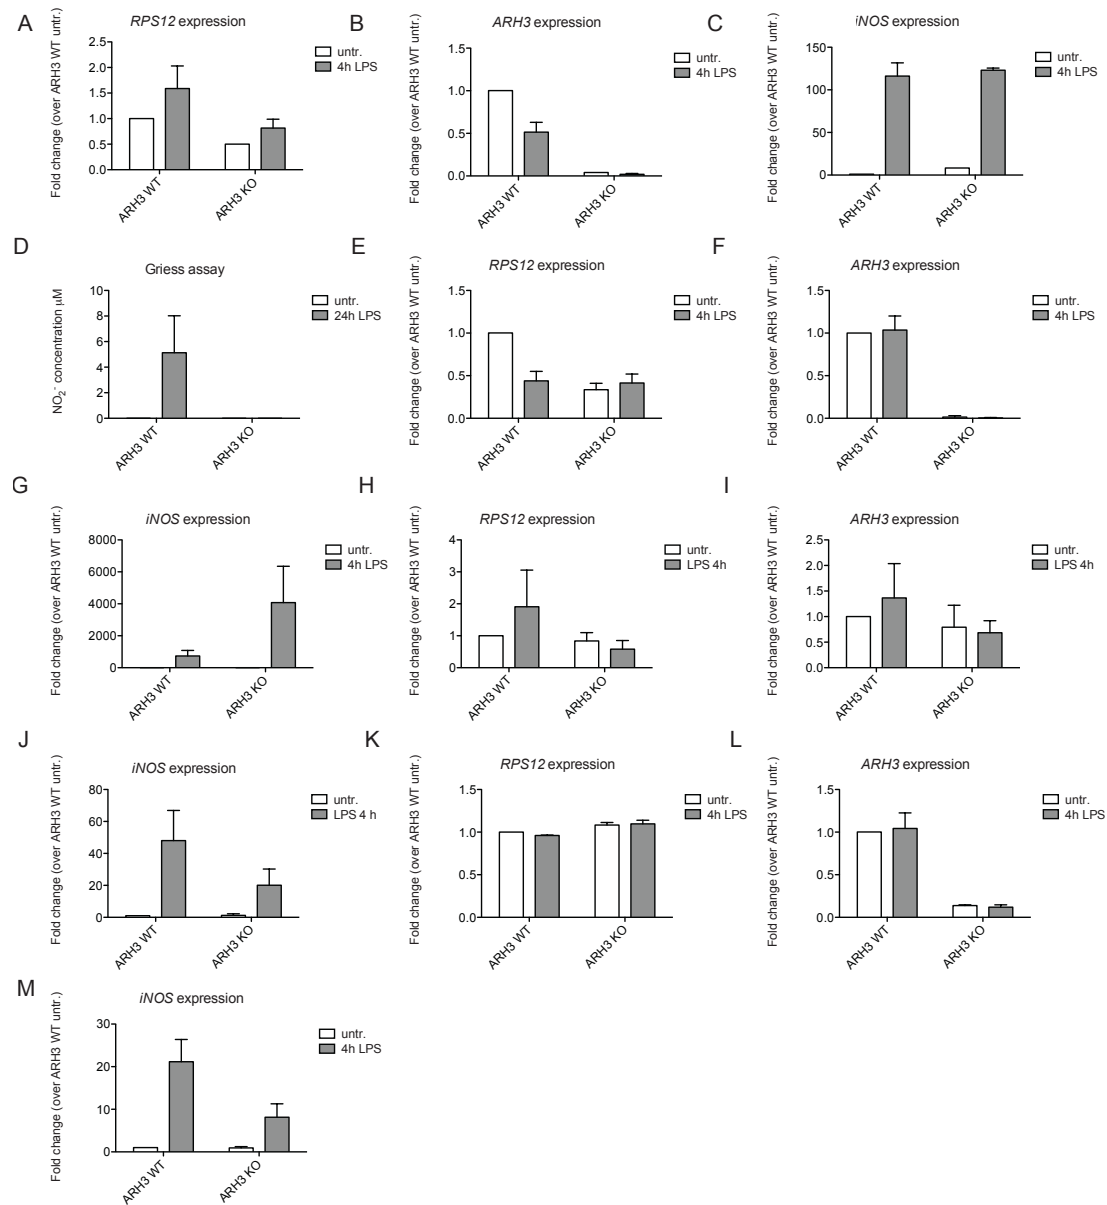 A
RPS12 expression
Fold change (over ARH3 WT untr.)
2.5
2.0
1.5
1.0
0.5
0.0
ARH3 WT
ARH3 KO
untr.
4h LPS
B
ARH3 expression
Fold change (over ARH3 WT untr.)
1.5
1.0
0.5
0.0
ARH3 WT
ARH3 KO
untr.
4h LPS
C
iNOS expression
Fold change (over ARH3 WT untr.)
150
100
50
0
ARH3 WT
ARH3 KO
untr.
4h LPS
D
Griess assay
NO₂⁻ concentration µM
10
8
6
4
2
0
ARH3 WT
ARH3 KO
untr.
24h LPS
E
RPS12 expression
Fold change (over ARH3 WT untr.)
1.5
1.0
0.5
0.0
ARH3 WT
ARH3 KO
untr.
4h LPS
F
ARH3 expression
Fold change (over ARH3 WT untr.)
1.5
1.0
0.5
0.0
ARH3 WT
ARH3 KO
untr.
4h LPS
G
iNOS expression
Fold change (over ARH3 WT untr.)
8000
6000
4000
2000
0
ARH3 WT
ARH3 KO
untr.
4h LPS
H
RPS12 expression
Fold change (over ARH3 WT untr.)
4
3
2
1
0
ARH3 WT
ARH3 KO
untr.
LPS 4h
I
ARH3 expression
Fold change (over ARH3 WT untr.)
2.5
2.0
1.5
1.0
0.5
0.0
ARH3 WT
ARH3 KO
untr.
LPS 4h
J
iNOS expression
Fold change (over ARH3 WT untr.)
80
60
40
20
0
ARH3 WT
ARH3 KO
untr.
LPS 4 h
K
RPS12 expression
Fold change (over ARH3 WT untr.)
1.5
1.0
0.5
0.0
ARH3 WT
ARH3 KO
untr.
4h LPS
L
ARH3 expression
Fold change (over ARH3 WT untr.)
1.5
1.0
0.5
0.0
ARH3 WT
ARH3 KO
untr.
4h LPS
M
iNOS expression
Fold change (over ARH3 WT untr.)
30
20
10
0
ARH3 WT
ARH3 KO
untr.
4h LPS